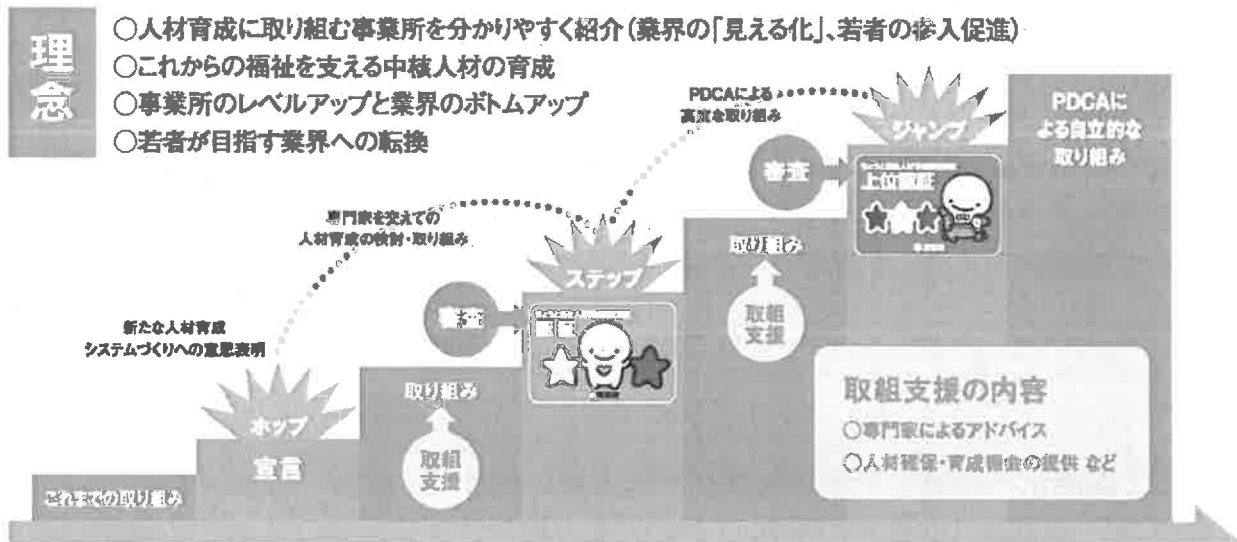 理念
○人材育成に取り組む事業所を分かりやすく紹介(業界の「見える化」、若者の参入促進)
○これからの福祉を支える中核人材の育成
○事業所のレベルアップと業界のボトムアップ
○若者が目指す業界への転換
PDCAによる
高度な取り組み
ジャンプ
PDCAに
よる自立的な
取り組み
審査
上位認証
専門家を交えての
人材育成の検討・取り組み
ステップ
取り組み
取組
支援
新たな人材育成
システムづくりへの意思表明
ホップ
宣言
取り組み
取組
支援
これまでの取り組み
取組支援の内容
○専門家によるアドバイス
○人材確保・育成機会の提供 など